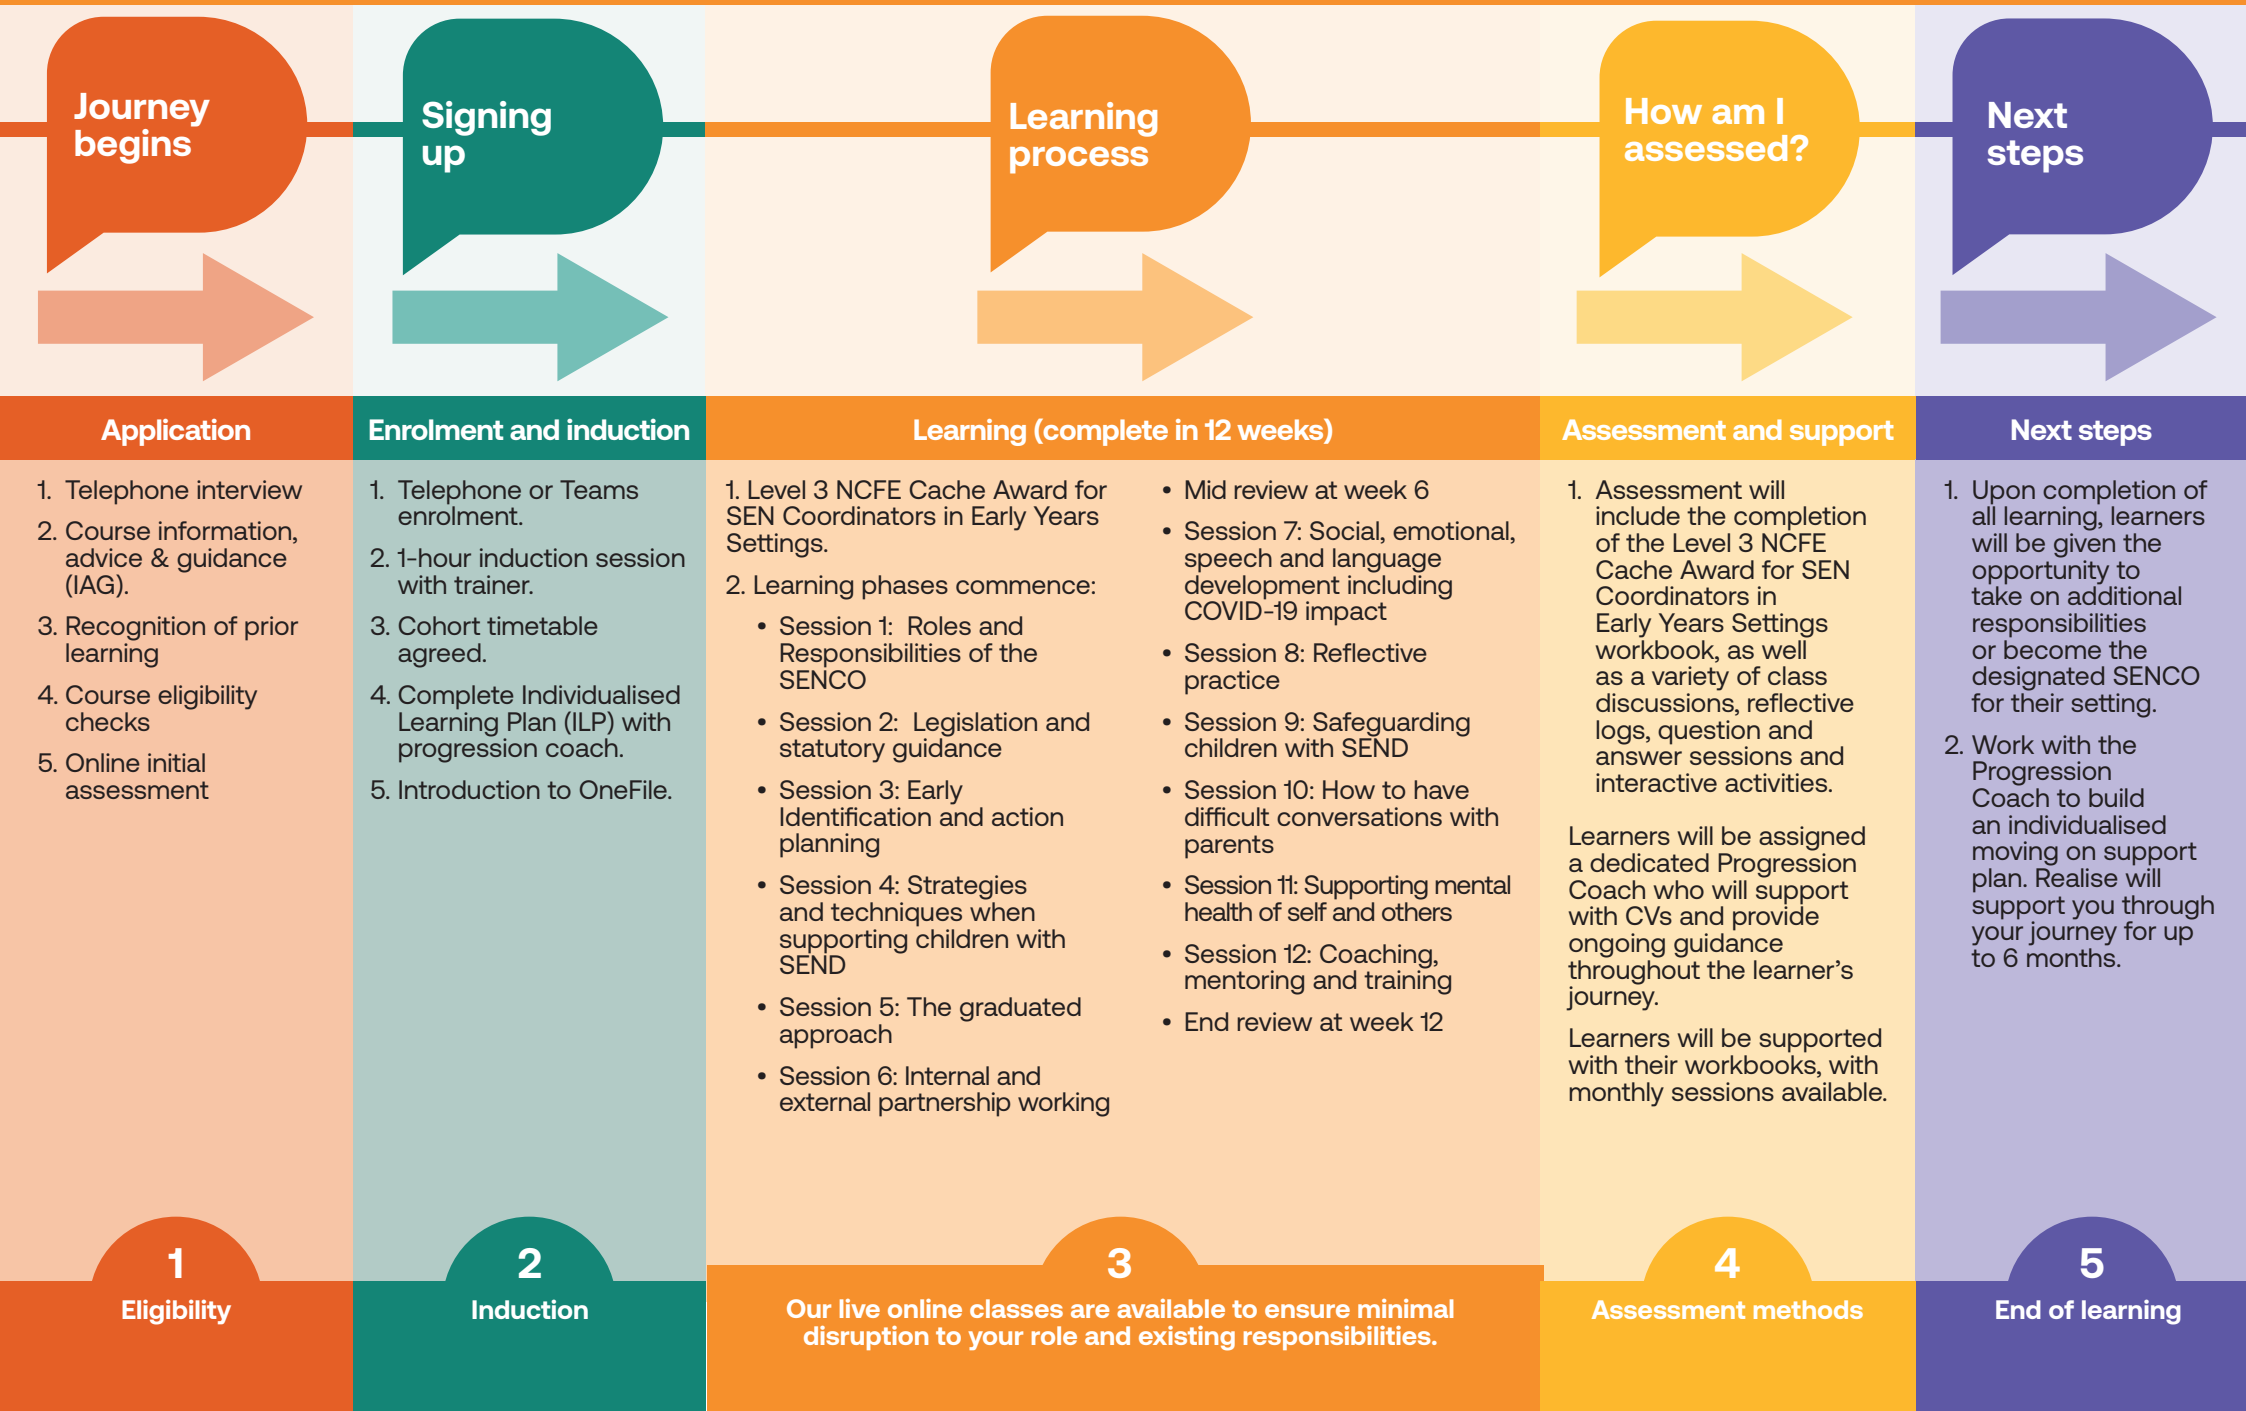 Journey
begins
Signing
up
Learning
process
How am I
assessed?
Next
steps
Application
1. Telephone interview
2. Course information,
advice & guidance
(IAG).
3. Recognition of prior
learning
4. Course eligibility
checks
5. Online initial
assessment
1
Eligibility
Enrolment and induction
1. Telephone or Teams
enrolment.
2. 1-hour induction session
with trainer.
3. Cohort timetable
agreed.
4. Complete Individualised
Learning Plan (ILP) with
progression coach.
5. Introduction to OneFile.
2
Induction
Learning (complete in 12 weeks)
1. Level 3 NCFE Cache Award for
SEN Coordinators in Early Years
Settings.
2. Learning phases commence:
• Session 1: Roles and
Responsibilities of the
SENCO
• Session 2: Legislation and
statutory guidance
• Session 3: Early
Identification and action
planning
• Session 4: Strategies
and techniques when
supporting children with
SEND
• Session 5: The graduated
approach
• Session 6: Internal and
external partnership working
• Mid review at week 6
• Session 7: Social, emotional,
speech and language
development including
COVID-19 impact
• Session 8: Reflective
practice
• Session 9: Safeguarding
children with SEND
• Session 10: How to have
difficult conversations with
parents
• Session 11: Supporting mental
health of self and others
• Session 12: Coaching,
mentoring and training
• End review at week 12
3
Our live online classes are available to ensure minimal
disruption to your role and existing responsibilities.
Assessment and support
1. Assessment will
include the completion
of the Level 3 NCFE
Cache Award for SEN
Coordinators in
Early Years Settings
workbook, as well
as a variety of class
discussions, reflective
logs, question and
answer sessions and
interactive activities.
Learners will be assigned
a dedicated Progression
Coach who will support
with CVs and provide
ongoing guidance
throughout the learner’s
journey.
Learners will be supported
with their workbooks, with
monthly sessions available.
4
Assessment methods
Next steps
1. Upon completion of
all learning, learners
will be given the
opportunity to
take on additional
responsibilities
or become the
designated SENCO
for their setting.
2. Work with the
Progression
Coach to build
an individualised
moving on support
plan. Realise will
support you through
your journey for up
to 6 months.
5
End of learning